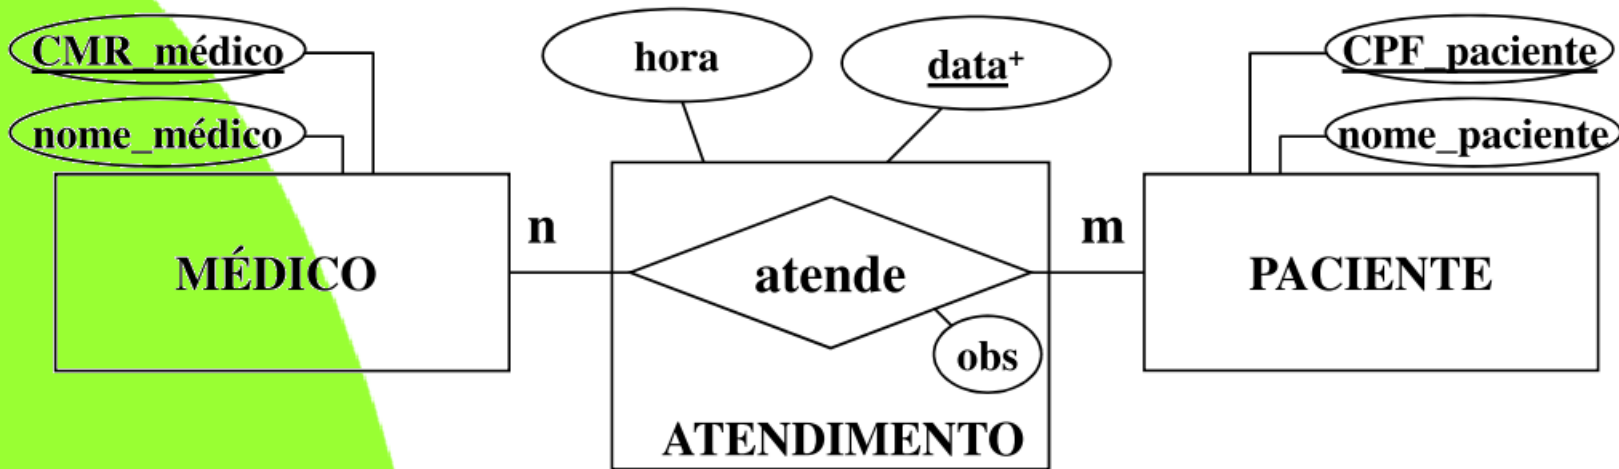 CMR_médico
hora
data+
CPF_paciente
nome_médico
nome_paciente
n
m
MÉDICO
atende
PACIENTE
obs
ATENDIMENTO